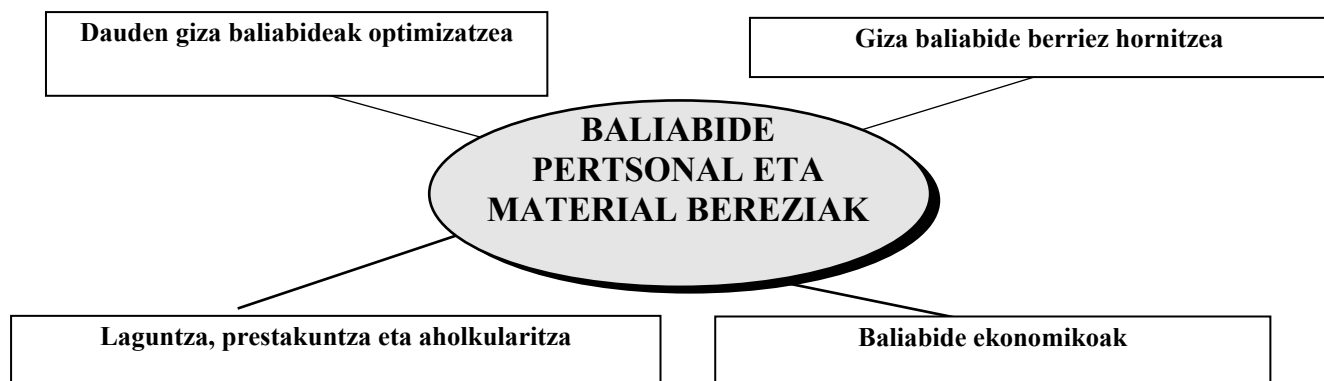 Dauden giza baliabideak optimizatzea
Giza baliabide berriez hornitzea
BALIABIDE
PERTSONAL ETA
MATERIAL BEREZIAK
Laguntza, prestakuntza eta aholkularitza
Baliabide ekonomikoak